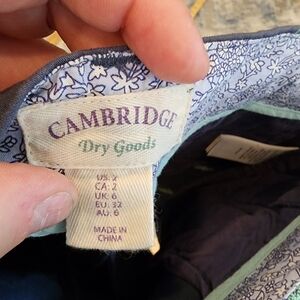 CAMBRIDGE
Dry Goods
US: 2
CA: 2
UK: 6
EU: 32
AU: 6
MADE IN
CHINA